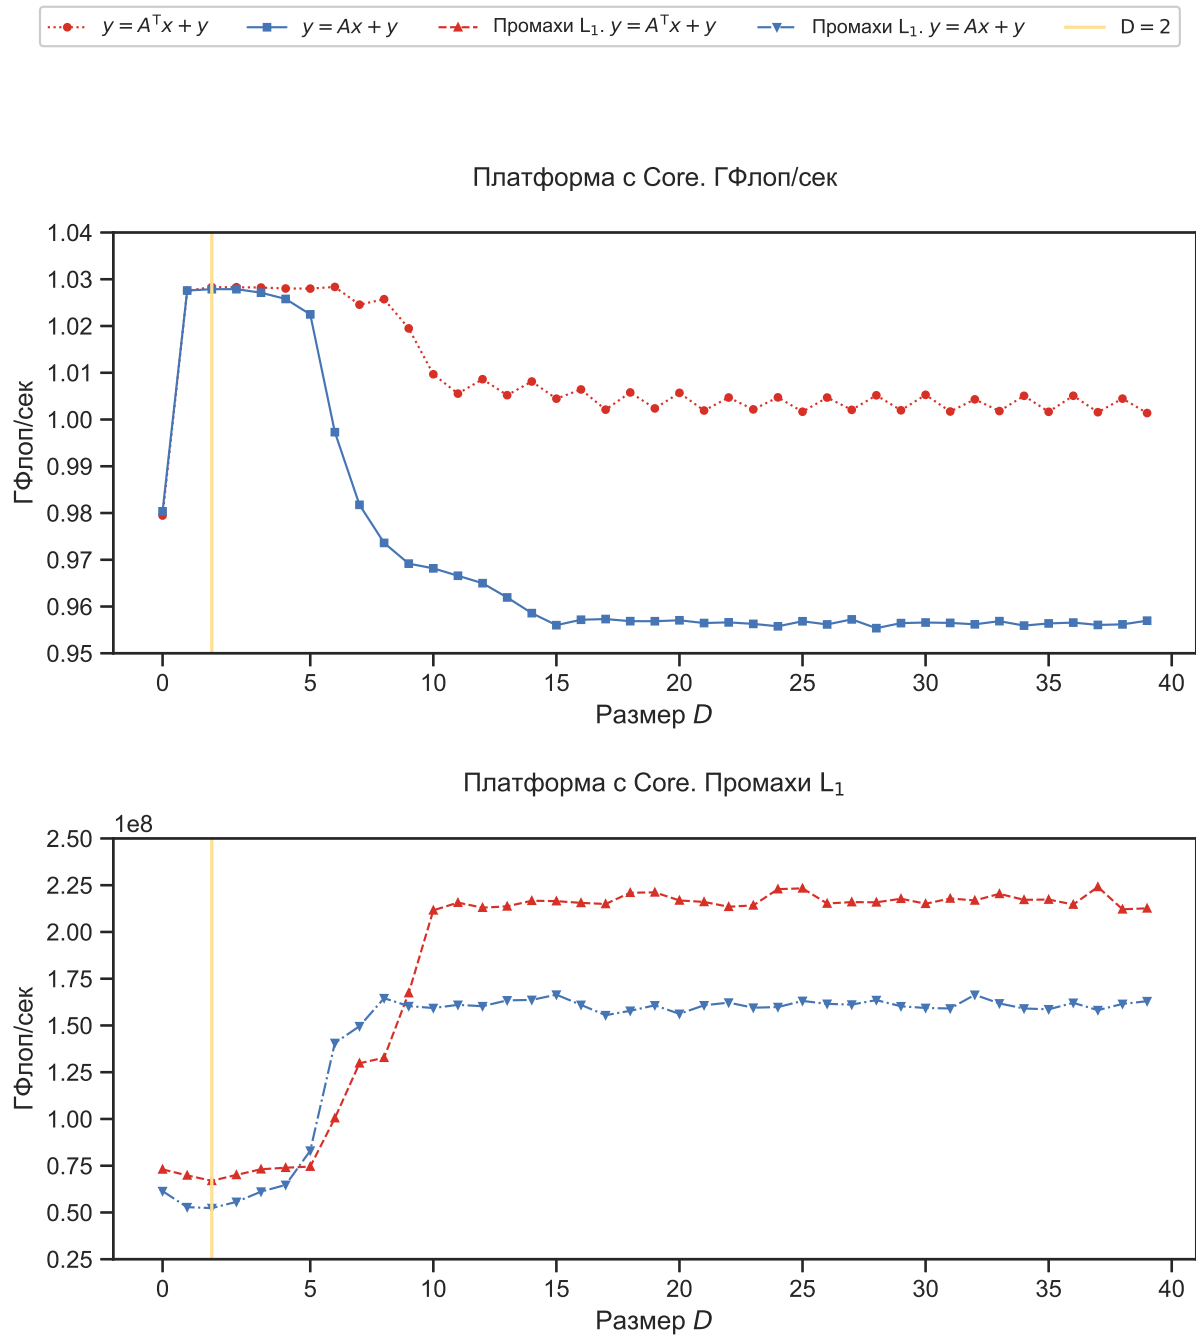 y = Aᵀx + y y = Ax + y Промахи L₁. y = Aᵀx + y Промахи L₁. y = Ax + y D = 2
Платформа с Core. ГФлоп/сек
1.04
1.03
1.02
1.01
1.00
0.99
0.98
0.97
0.96
0.95
ГФлоп/сек
0 5 10 15 20 25 30 35 40
Размер D
Платформа с Core. Промахи L₁
1e8
2.50
2.25
2.00
1.75
1.50
1.25
1.00
0.75
0.50
0.25
ГФлоп/сек
0 5 10 15 20 25 30 35 40
Размер D